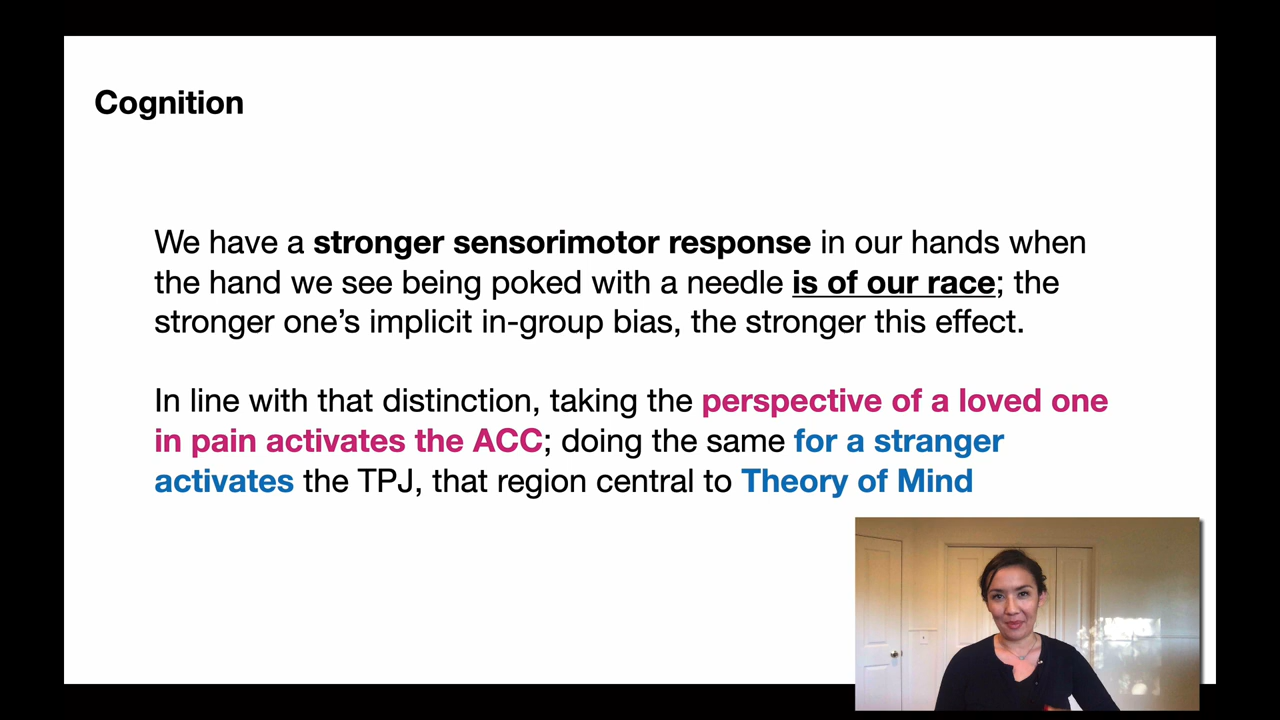 Cognition
We have a stronger sensorimotor response in our hands when
the hand we see being poked with a needle is of our race; the
stronger one’s implicit in-group bias, the stronger this effect.
In line with that distinction, taking the perspective of a loved one
in pain activates the ACC; doing the same for a stranger
activates the TPJ, that region central to Theory of Mind